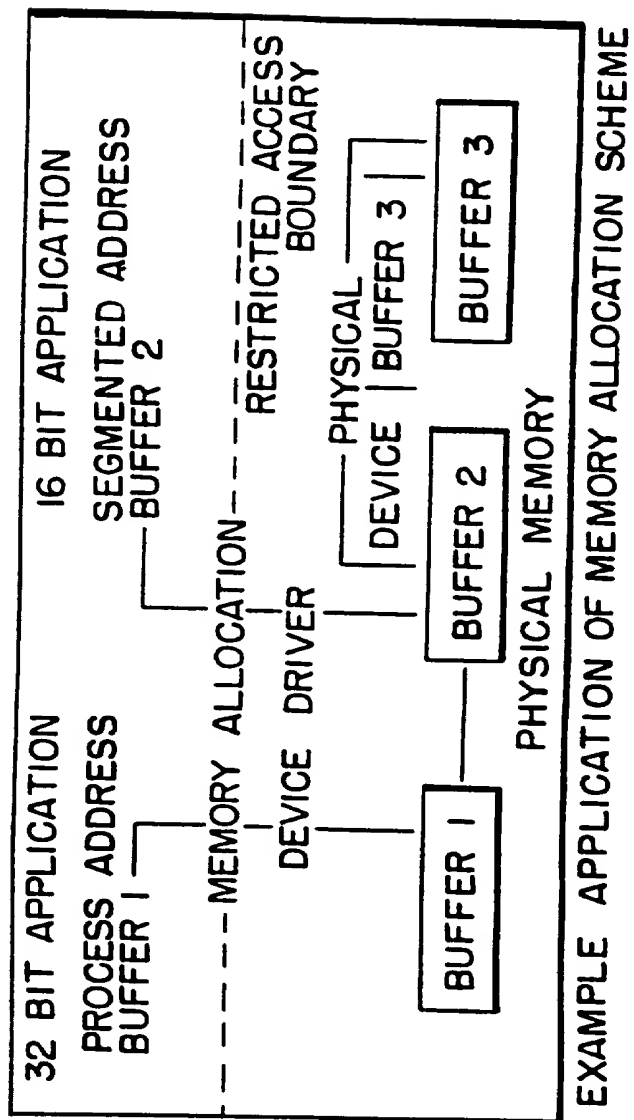 32 BIT APPLICATION
PROCESS ADDRESS
BUFFER 1
16 BIT APPLICATION
SEGMENTED ADDRESS
BUFFER 2
MEMORY ALLOCATION
DEVICE DRIVER
RESTRICTED ACCESS
BOUNDARY
PHYSICAL
DEVICE BUFFER 3
BUFFER 1
BUFFER 2
BUFFER 3
PHYSICAL MEMORY
EXAMPLE APPLICATION OF MEMORY ALLOCATION SCHEME